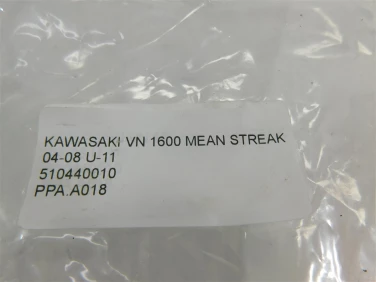 KAWASAKI VN 1600 MEAN STREAK
04-08 U-11
510440010
PPA.A018